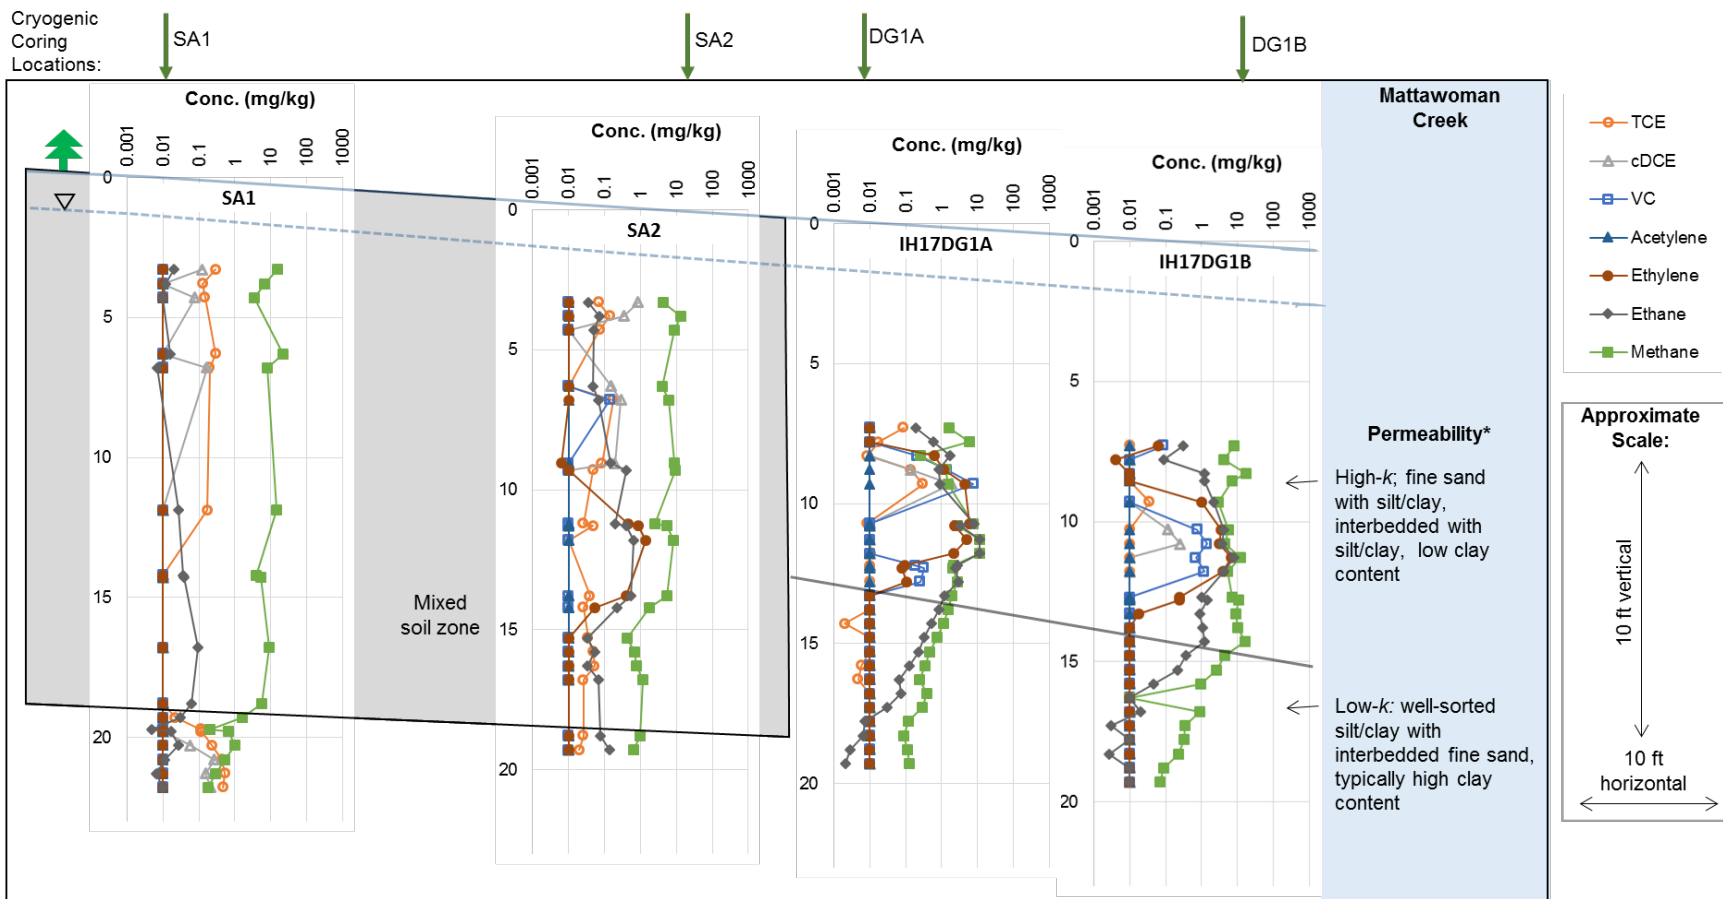 Cryogenic
Coring
Locations:
SA1
SA2
DG1A
DG1B
Conc. (mg/kg)
0.001
0.01
0.1
1
10
100
1000
SA1
0
5
10
15
20
Conc. (mg/kg)
0.001
0.01
0.1
1
10
100
1000
SA2
0
5
10
15
20
Conc. (mg/kg)
0.001
0.01
0.1
1
10
100
1000
IH17DG1A
0
5
10
15
20
Conc. (mg/kg)
0.001
0.01
0.1
1
10
100
1000
IH17DG1B
0
5
10
15
20
Mixed
soil zone
Mattawoman
Creek
Permeability*
High-k; fine sand
with silt/clay,
interbedded with
silt/clay, low clay
content
Low-k: well-sorted
silt/clay with
interbedded fine sand,
typically high clay
content
TCE
cDCE
VC
Acetylene
Ethylene
Ethane
Methane
Approximate
Scale:
10 ft vertical
10 ft
horizontal